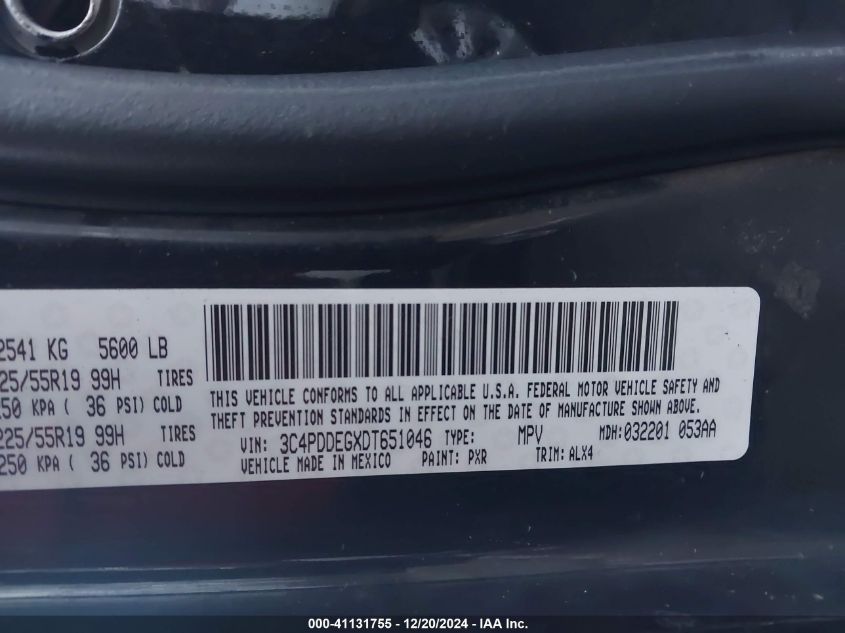 2541 KG 5600 LB
25/55R19 99H TIRES
250 KPA ( 36 PSI) COLD
225/55R19 99H TIRES
250 KPA ( 36 PSI) COLD
THIS VEHICLE CONFORMS TO ALL APPLICABLE U.S.A. FEDERAL MOTOR VEHICLE SAFETY AND
THEFT PREVENTION STANDARDS IN EFFECT ON THE DATE OF MANUFACTURE SHOWN ABOVE.
VIN: 3C4PDDEGXDT651046 TYPE: MPV MDH: 032201 053AA
VEHICLE MADE IN MEXICO PAINT: PXR TRIM: ALX4
000-41131755 - 12/20/2024 - IAA Inc.